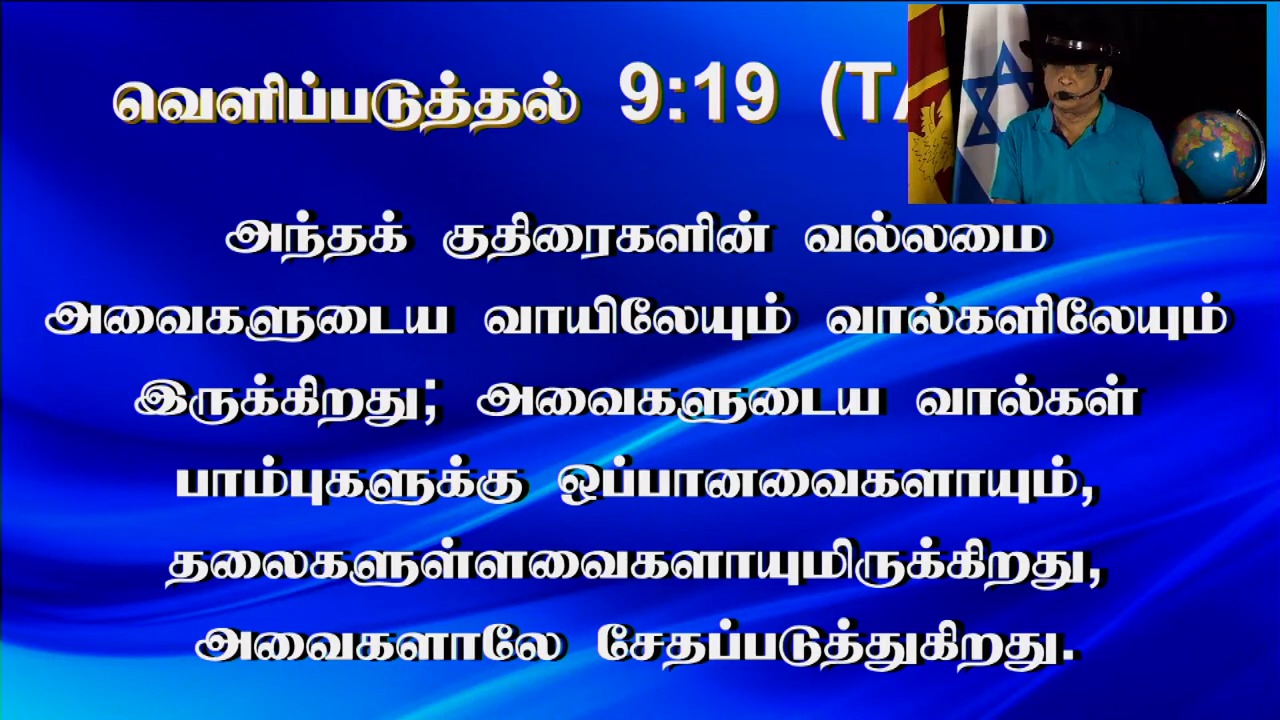 வெளிப்படுத்தல் 9:19 (TA
அந்தக் குதிரைகளின் வல்லமை
அவைகளுடைய வாயிலேயும் வால்களிலேயும்
இருக்கிறது; அவைகளுடைய வால்கள்
பாம்புகளுக்கு ஒப்பானவைகளாயும்,
தலைகளுள்ளவைகளாயுமிருக்கிறது,
அவைகளாலே சேதப்படுத்துகிறது.